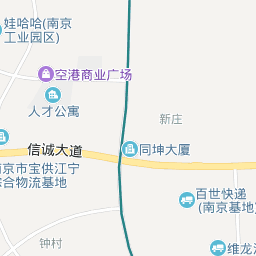 娃哈哈(南京
工业园区)
空港商业广场
人才公寓
新庄
信诚大道
同坤大厦
南京市宝供江宁
综合物流基地
百世快递
(南京基地)
钟村
维龙